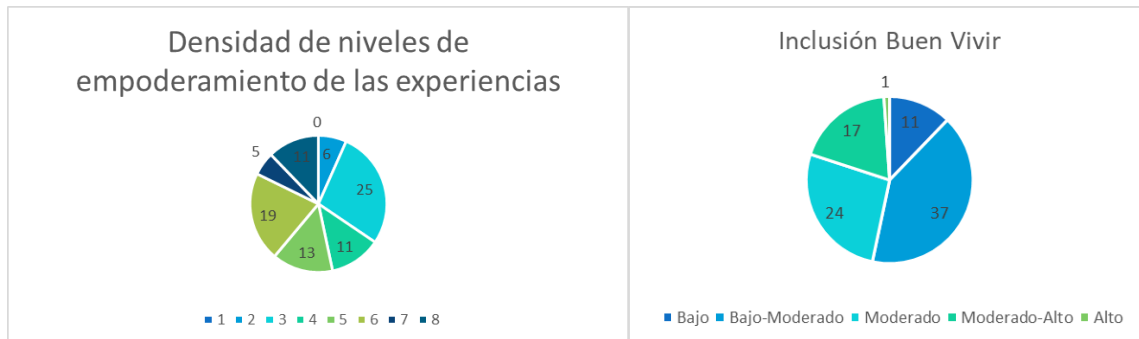 Densidad de niveles de
empoderamiento de las experiencias
0
6
25
11
13
19
5
11
1 2 3 4 5 6 7 8
Inclusión Buen Vivir
1
11
37
24
17
Bajo Bajo-Moderado Moderado Moderado-Alto Alto